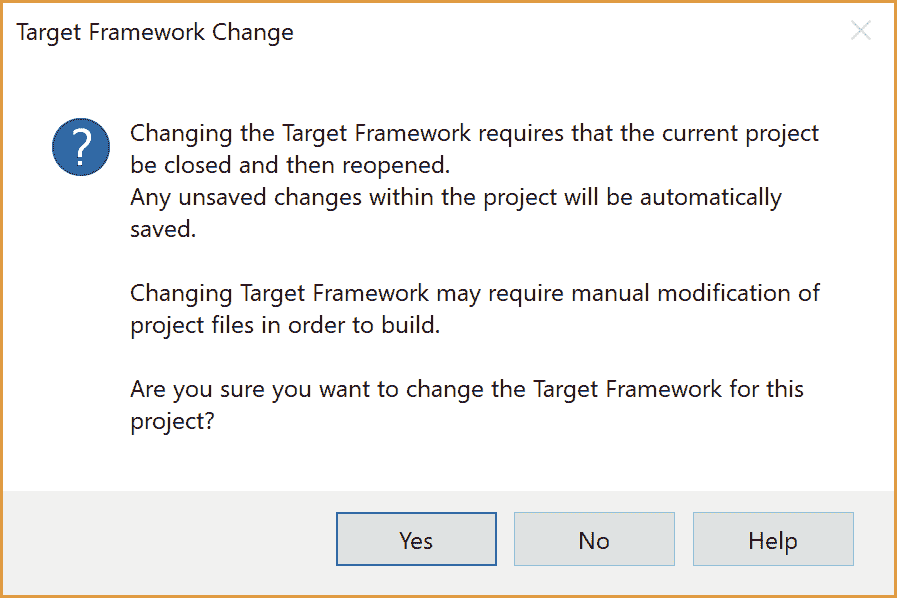 Target Framework Change
?
Changing the Target Framework requires that the current project
be closed and then reopened.
Any unsaved changes within the project will be automatically
saved.
Changing Target Framework may require manual modification of
project files in order to build.
Are you sure you want to change the Target Framework for this
project?
Yes
No
Help